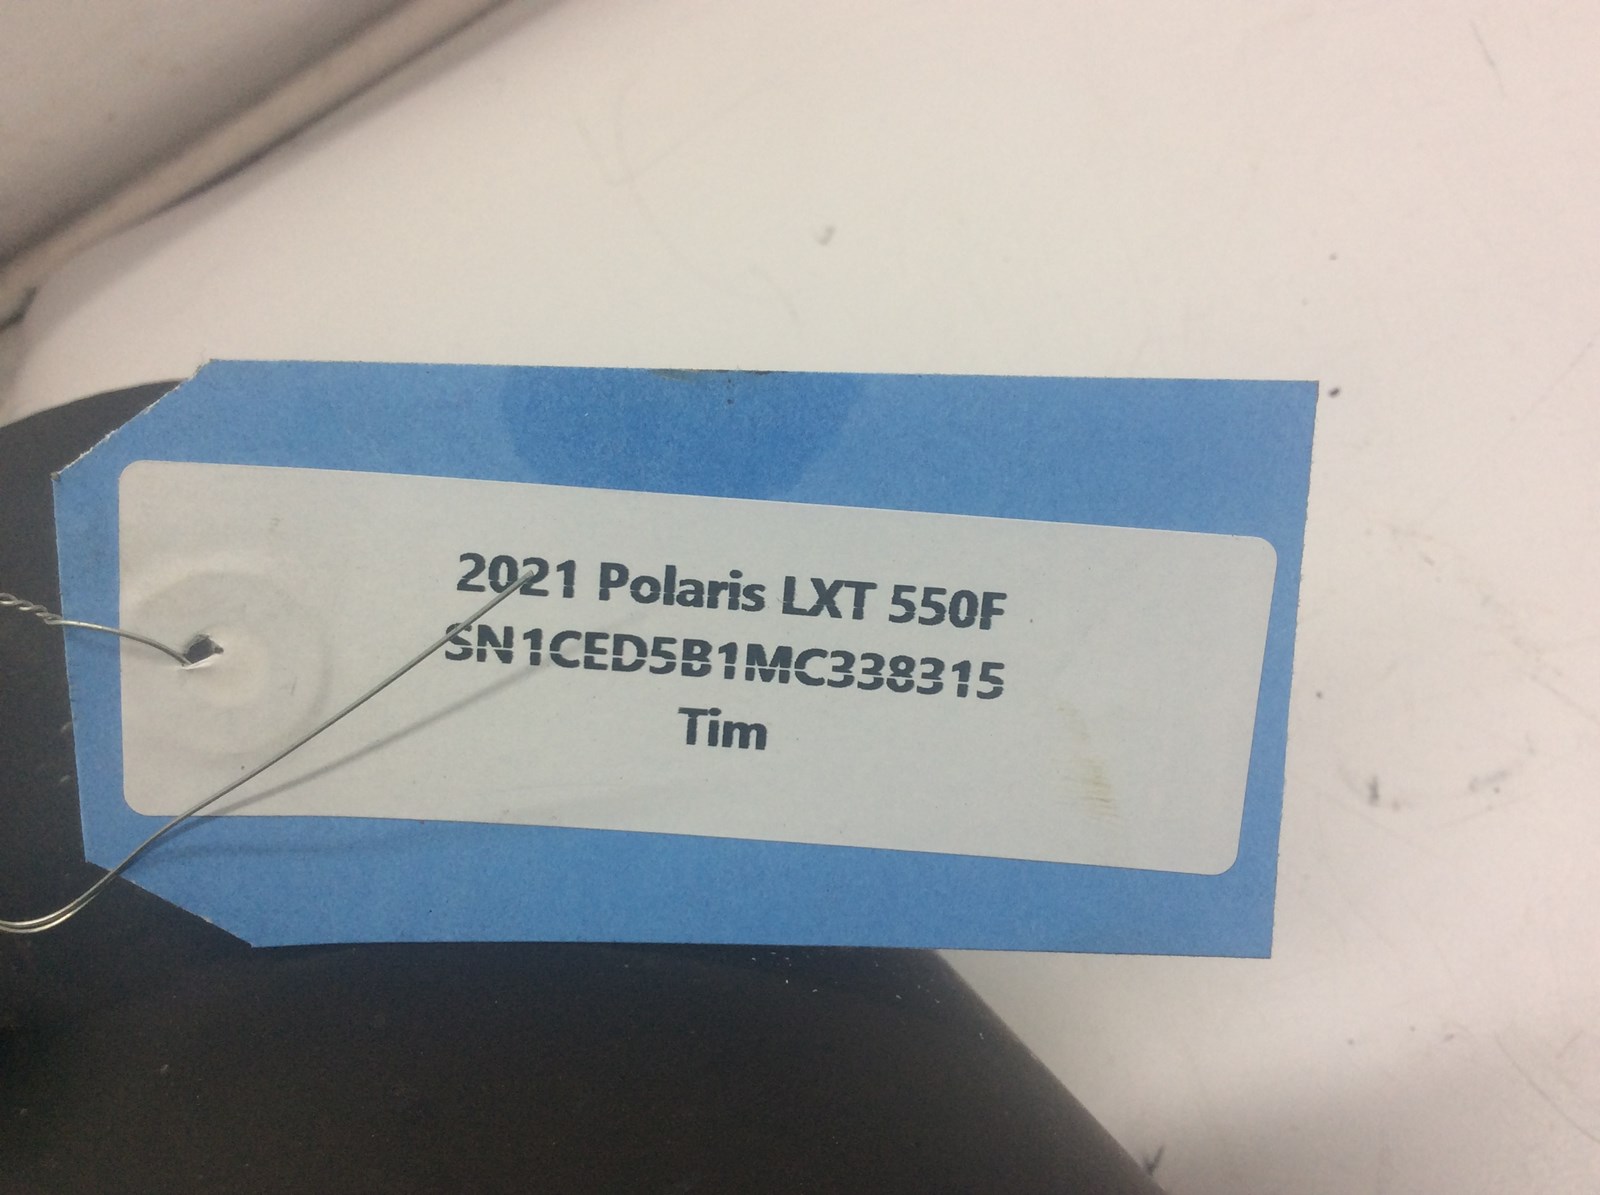 2021 Polaris LXT 550F
SN1CED5B1MC338315
Tim